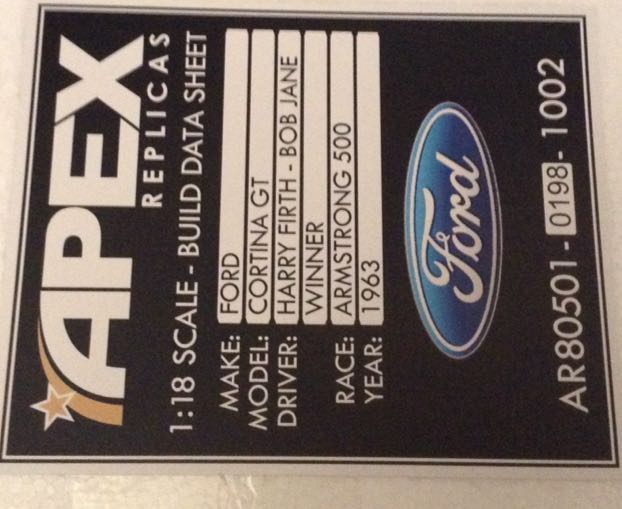 APEX
REPLICAS
1:18 SCALE - BUILD DATA SHEET
MAKE: FORD
MODEL: CORTINA GT
DRIVER: HARRY FIRTH - BOB JANE
WINNER
RACE: ARMSTRONG 500
YEAR: 1963
Ford
AR80501 - 0198 - 1002